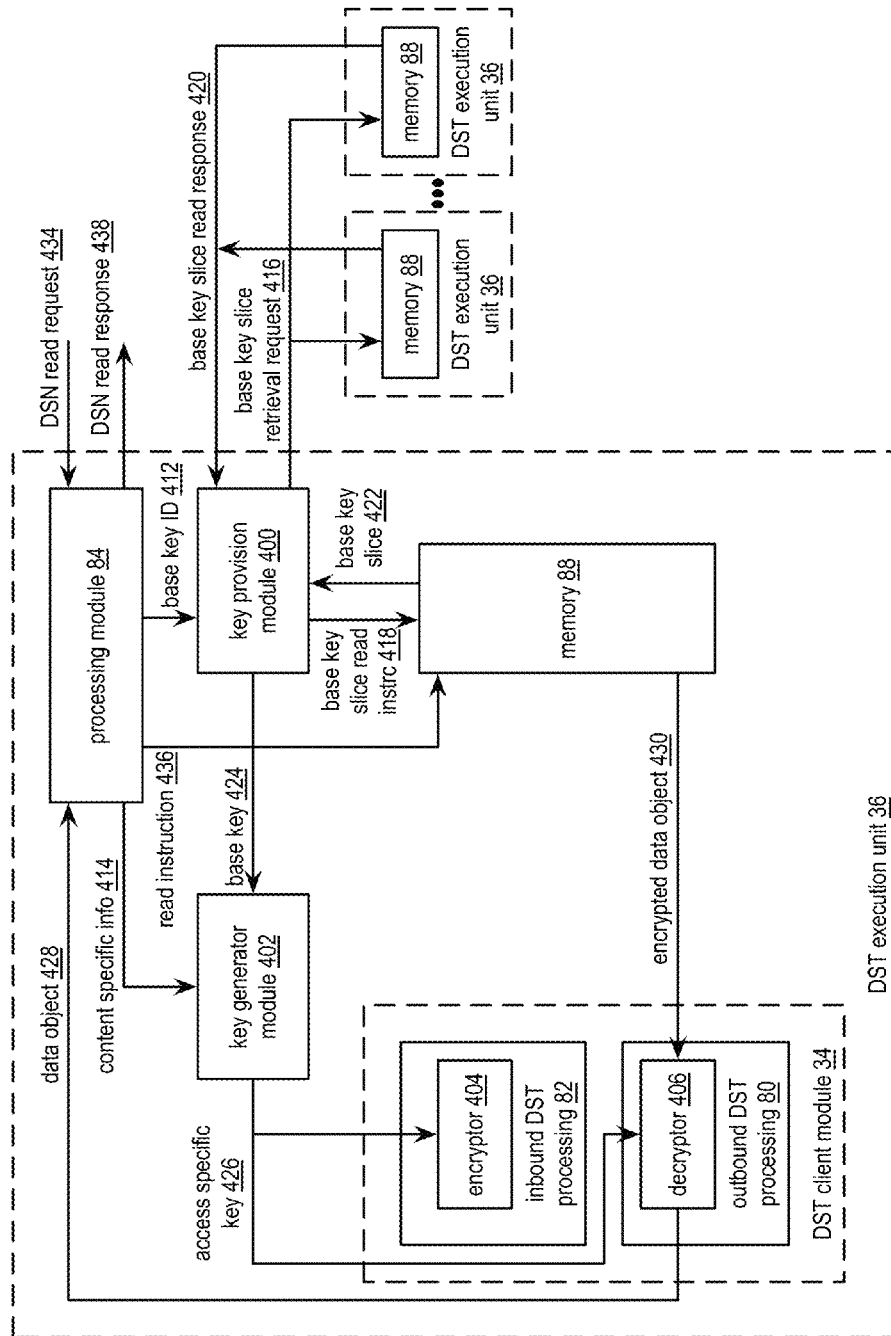 DSN read request 434
DSN read response 438
processing module 84
data object 428
content specific info 414
read instruction 436
base key ID 412
base key 424
key provision
module 400
key generator
module 402
base key slice read response 420
base key slice
retrieval request 416
base key
slice 422
base key
slice read
instrc 418
memory 88
DST execution
unit 36
memory 88
DST execution
unit 36
memory 88
access specific
key 426
encryptor 404
inbound DST
processing 82
decryptor 406
outbound DST
processing 80
DST client module 34
encrypted data object 430
DST execution unit 36